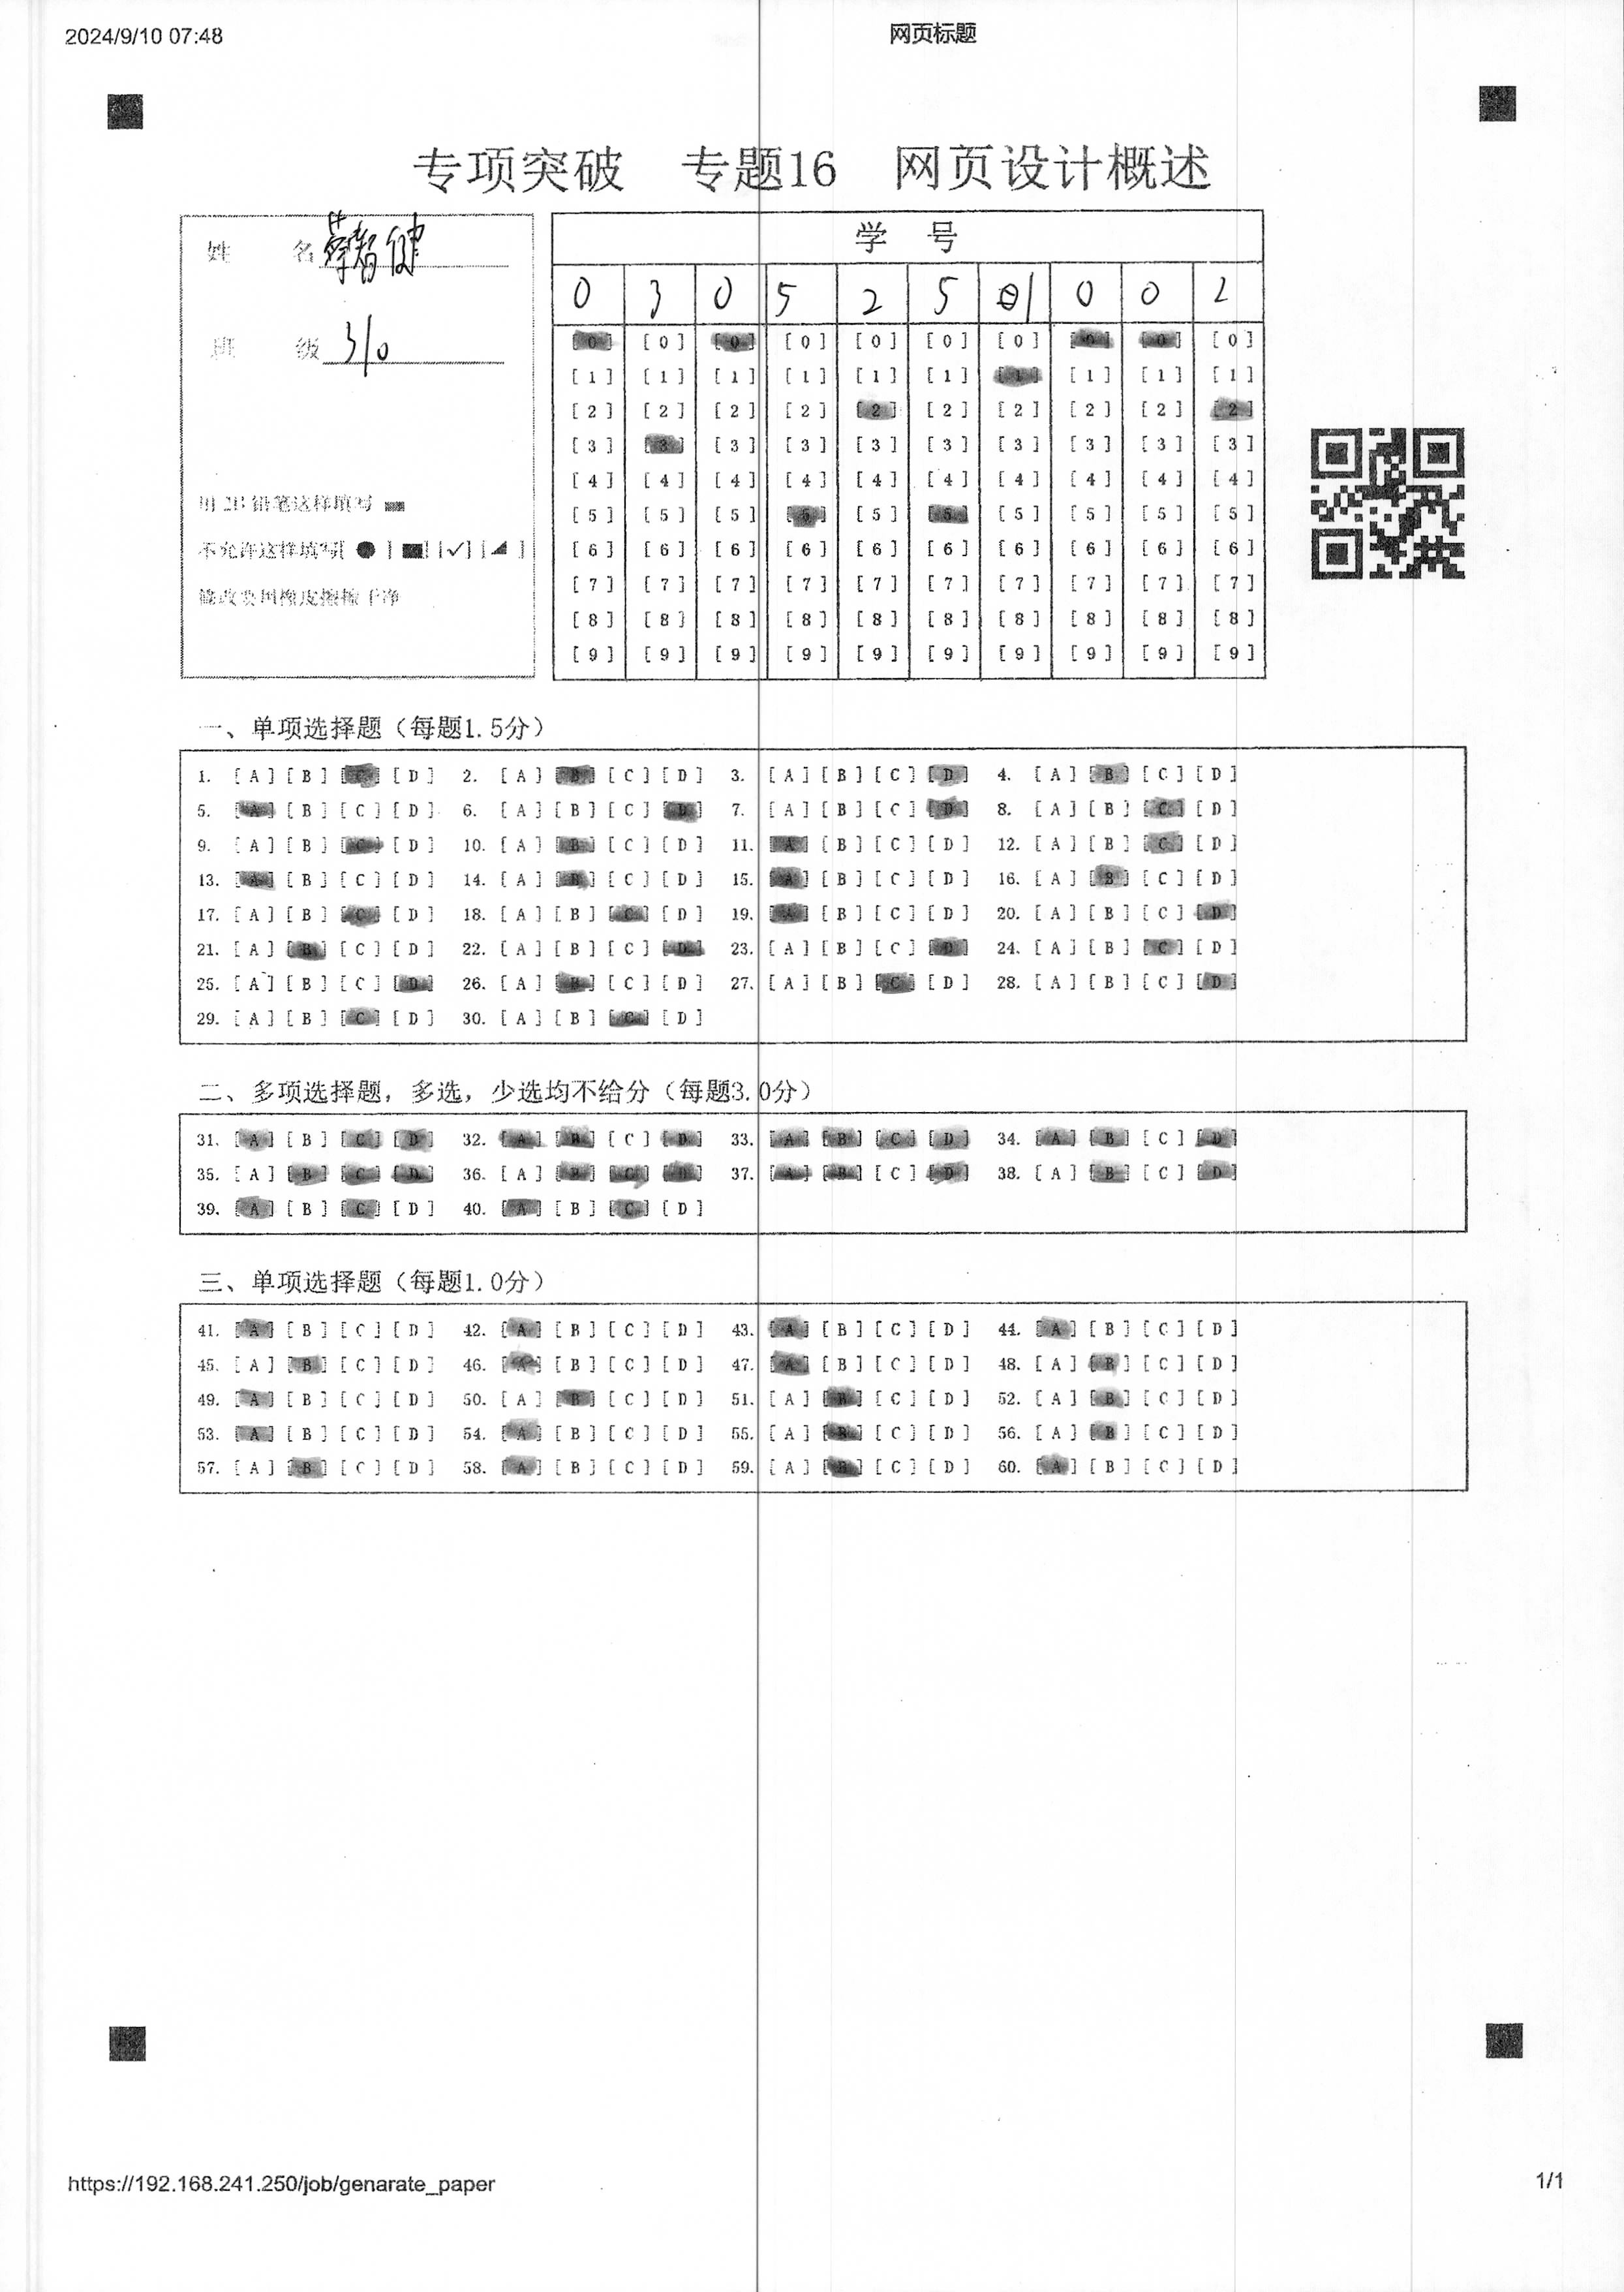 2024/9/10 07:48 网页标题
专项突破 专题16 网页设计概述
姓 名 蔡智健
班 级 310
用 2B 铅笔这样填写
不允许这样填写[ ● ] [■] [✓] [◢ ]
修改要用橡皮擦擦干净
学 号
0 3 0 5 2 5 01 0 0 2
[0] [0] [0] [0] [0] [0] [0] [0] [0] [0]
[1] [1] [1] [1] [1] [1] [1] [1] [1] [1]
[2] [2] [2] [2] [2] [2] [2] [2] [2] [2]
[3] [3] [3] [3] [3] [3] [3] [3] [3] [3]
[4] [4] [4] [4] [4] [4] [4] [4] [4] [4]
[5] [5] [5] [5] [5] [5] [5] [5] [5] [5]
[6] [6] [6] [6] [6] [6] [6] [6] [6] [6]
[7] [7] [7] [7] [7] [7] [7] [7] [7] [7]
[8] [8] [8] [8] [8] [8] [8] [8] [8] [8]
[9] [9] [9] [9] [9] [9] [9] [9] [9] [9]
一、单项选择题（每题1.5分）
1. [A] [B] [C] [D] 2. [A] [B] [C] [D] 3. [A] [B] [C] [D] 4. [A] [B] [C] [D]
5. [A] [B] [C] [D] 6. [A] [B] [C] [D] 7. [A] [B] [C] [D] 8. [A] [B] [C] [D]
9. [A] [B] [C] [D] 10. [A] [B] [C] [D] 11. [A] [B] [C] [D] 12. [A] [B] [C] [D]
13. [A] [B] [C] [D] 14. [A] [B] [C] [D] 15. [A] [B] [C] [D] 16. [A] [B] [C] [D]
17. [A] [B] [C] [D] 18. [A] [B] [C] [D] 19. [A] [B] [C] [D] 20. [A] [B] [C] [D]
21. [A] [B] [C] [D] 22. [A] [B] [C] [D] 23. [A] [B] [C] [D] 24. [A] [B] [C] [D]
25. [A] [B] [C] [D] 26. [A] [B] [C] [D] 27. [A] [B] [C] [D] 28. [A] [B] [C] [D]
29. [A] [B] [C] [D] 30. [A] [B] [C] [D]
二、多项选择题，多选，少选均不给分（每题3.0分）
31. [A] [B] [C] [D] 32. [A] [B] [C] [D] 33. [A] [B] [C] [D] 34. [A] [B] [C] [D]
35. [A] [B] [C] [D] 36. [A] [B] [C] [D] 37. [A] [B] [C] [D] 38. [A] [B] [C] [D]
39. [A] [B] [C] [D] 40. [A] [B] [C] [D]
三、单项选择题（每题1.0分）
41. [A] [B] [C] [D] 42. [A] [B] [C] [D] 43. [A] [B] [C] [D] 44. [A] [B] [C] [D]
45. [A] [B] [C] [D] 46. [A] [B] [C] [D] 47. [A] [B] [C] [D] 48. [A] [B] [C] [D]
49. [A] [B] [C] [D] 50. [A] [B] [C] [D] 51. [A] [B] [C] [D] 52. [A] [B] [C] [D]
53. [A] [B] [C] [D] 54. [A] [B] [C] [D] 55. [A] [B] [C] [D] 56. [A] [B] [C] [D]
57. [A] [B] [C] [D] 58. [A] [B] [C] [D] 59. [A] [B] [C] [D] 60. [A] [B] [C] [D]
https://192.168.241.250/job/genarate_paper 1/1